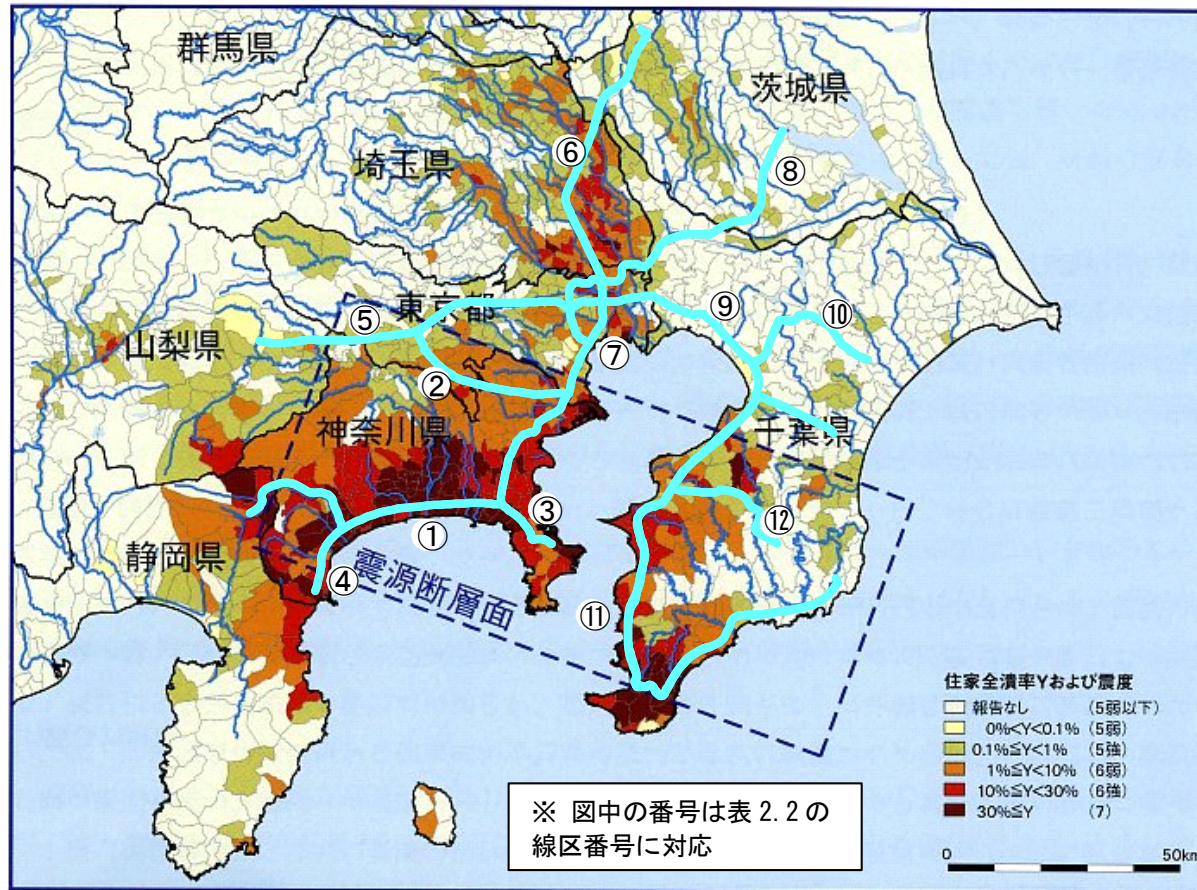 群馬県
茨城県
⑥
埼玉県
⑧
東京都
⑨
⑩
⑤
山梨県
⑦
②
神奈川県
千葉県
③
⑫
①
静岡県
④
震源断層面
⑪
住家全潰率Yおよび震度
報告なし (5弱以下)
0%<Y<0.1% (5弱)
0.1%≦Y<1% (5強)
1%≦Y<10% (6弱)
10%≦Y<30% (6強)
30%≦Y (7)
※ 図中の番号は表 2.2 の
線区番号に対応
0 50km